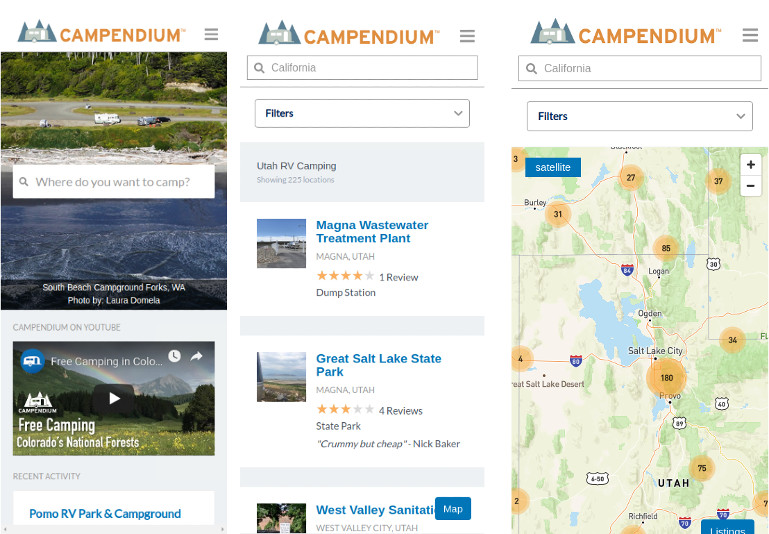 CAMPENDIUM™
Where do you want to camp?
South Beach Campground Forks, WA
Photo by: Laura Domela
CAMPENDIUM ON YOUTUBE
Free Camping in Colo...
CAMPENDIUM
Free Camping
Colorado's National Forests
RECENT ACTIVITY
Pomo RV Park & Campground
CAMPENDIUM™
California
Filters
Utah RV Camping
Showing 225 locations
Magna Wastewater
Treatment Plant
MAGNA, UTAH
1 Review
Dump Station
Great Salt Lake State
Park
MAGNA, UTAH
4 Reviews
State Park
"Crummy but cheap" - Nick Baker
West Valley Sanitati
Map
WEST VALLEY CITY, UTAH
CAMPENDIUM™
California
Filters
3
satellite
27
37
+
−
Burley
31
85
84
Logan
30
Ogden
34
4
80
Salt Lake City
180
Salt Lake Desert
Provo
40
89
75
6-50
UTAH
2
Richfield
70
70
7
Listings